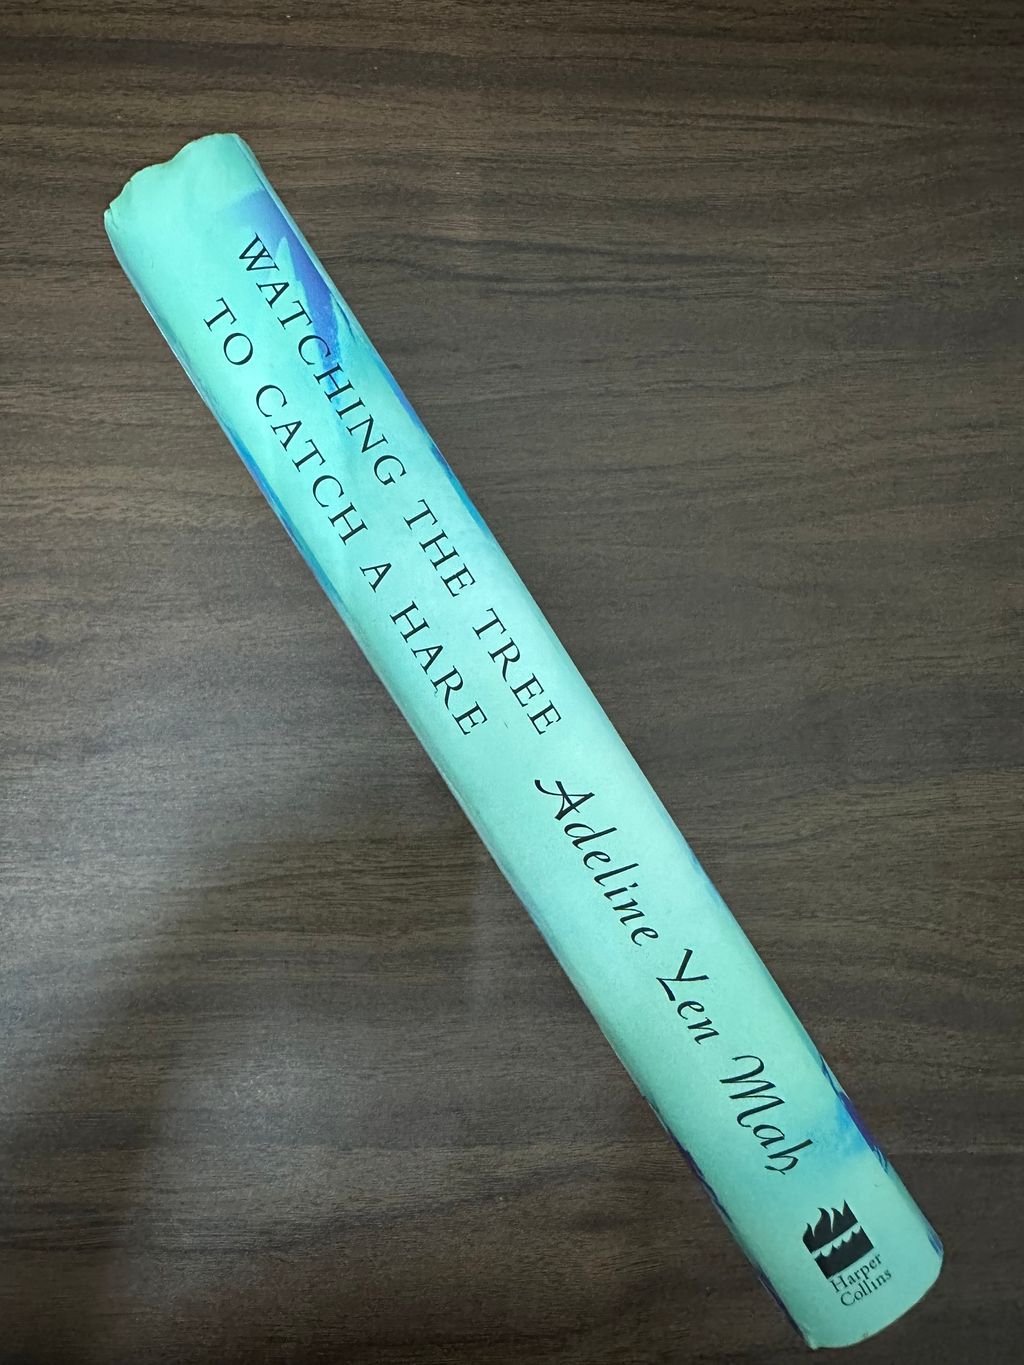 WATCHING THE TREE
TO CATCH A HARE
Adeline Yen Mah
Harper
Collins